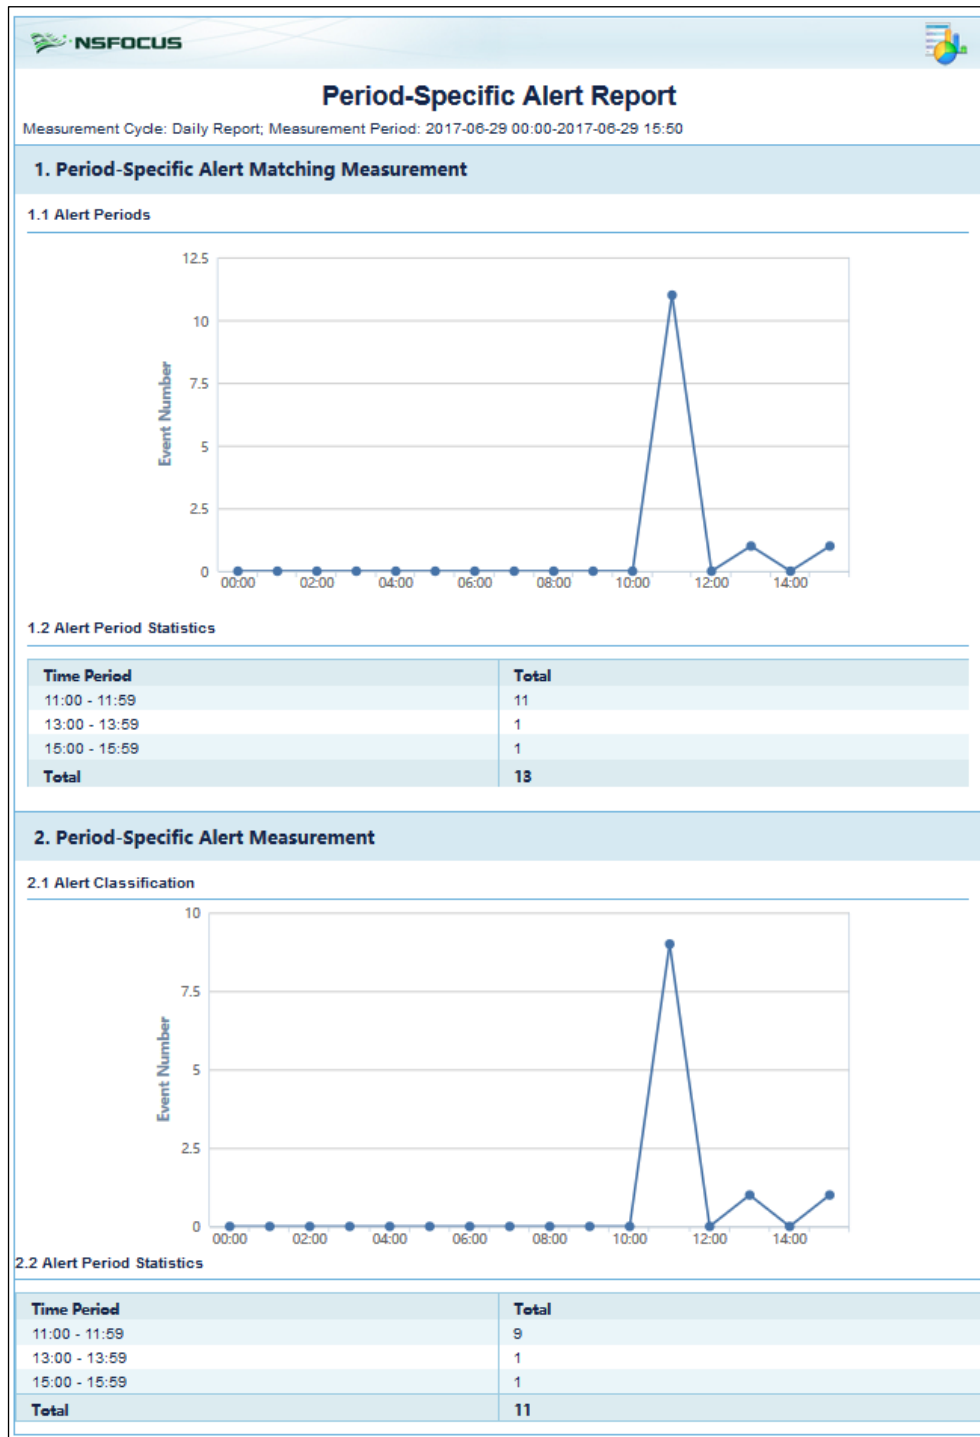 NSFOCUS
Period-Specific Alert Report
Measurement Cycle: Daily Report; Measurement Period: 2017-06-29 00:00-2017-06-29 15:50
1. Period-Specific Alert Matching Measurement
1.1 Alert Periods
12.5
10
7.5
5
2.5
0
Event Number
00:00 02:00 04:00 06:00 08:00 10:00 12:00 14:00
1.2 Alert Period Statistics
Time Period Total
11:00 - 11:59 11
13:00 - 13:59 1
15:00 - 15:59 1
Total 13
2. Period-Specific Alert Measurement
2.1 Alert Classification
10
7.5
5
2.5
0
Event Number
00:00 02:00 04:00 06:00 08:00 10:00 12:00 14:00
2.2 Alert Period Statistics
Time Period Total
11:00 - 11:59 9
13:00 - 13:59 1
15:00 - 15:59 1
Total 11